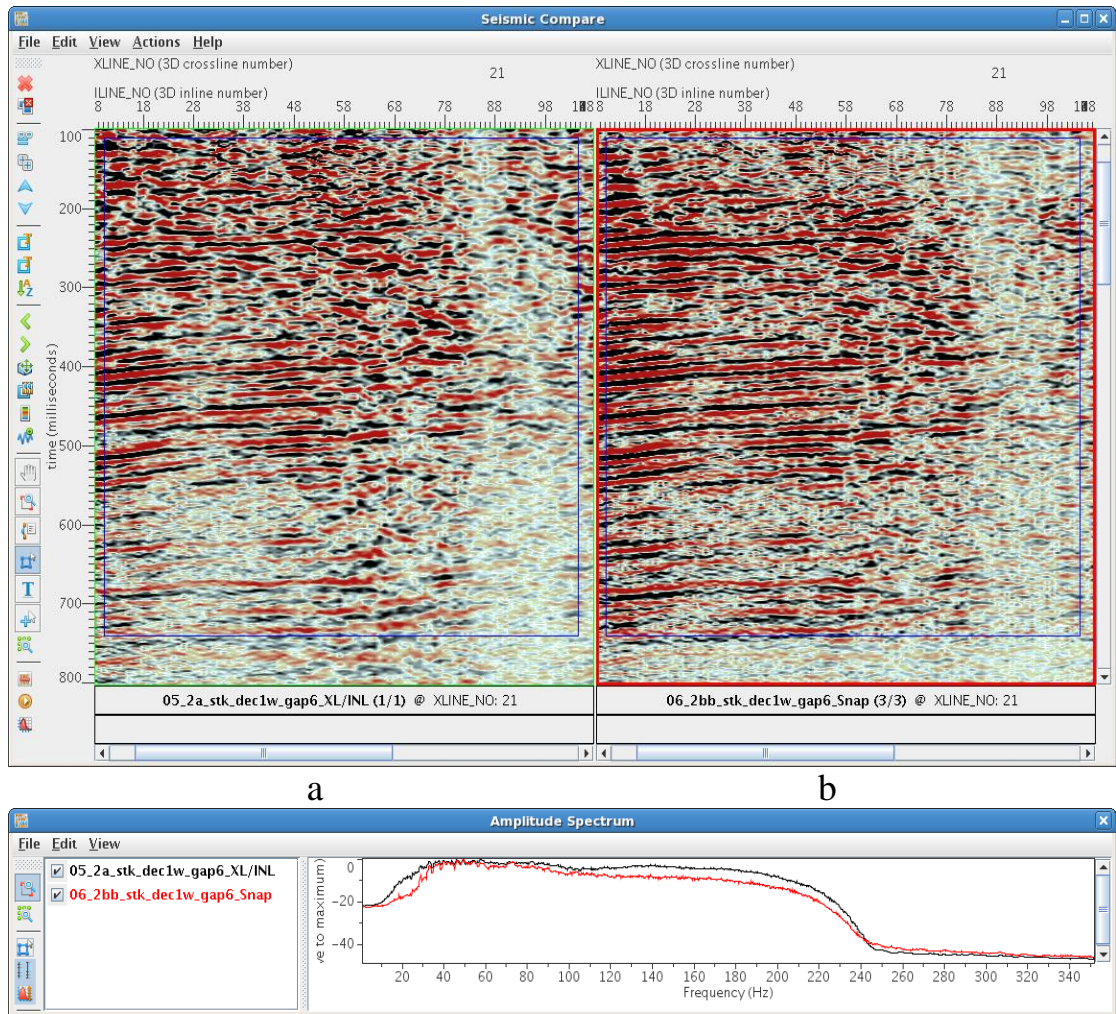 Seismic Compare
File Edit View Actions Help
XLINE_NO (3D crossline number)
21
ILINE_NO (3D inline number)
8 18 28 38 48 58 68 78 88 98
XLINE_NO (3D crossline number)
21
ILINE_NO (3D inline number)
8 18 28 38 48 58 68 78 88 98
time (milliseconds)
100
200
300
400
500
600
700
800
05_2a_stk_dec1w_gap6_XL/INL (1/1) @ XLINE_NO: 21
06_2bb_stk_dec1w_gap6_Snap (3/3) @ XLINE_NO: 21
a
b
Amplitude Spectrum
File Edit View
05_2a_stk_dec1w_gap6_XL/INL
06_2bb_stk_dec1w_gap6_Snap
ve to maximum)
0
-20
-40
20 40 60 80 100 120 140 160 180 200 220 240 260 280 300 320 340
Frequency (Hz)